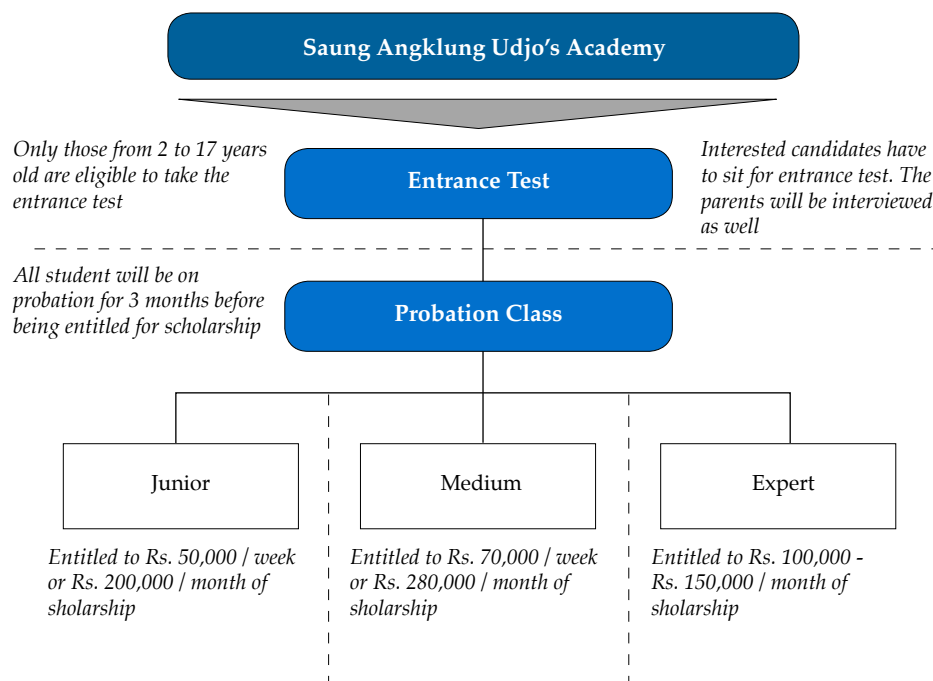 Saung Angklung Udjo's Academy
Only those from 2 to 17 years
old are eligible to take the
entrance test
Entrance Test
Interested candidates have
to sit for entrance test. The
parents will be interviewed
as well
All student will be on
probation for 3 months before
being entitled for scholarship
Probation Class
Junior
Medium
Expert
Entitled to Rs. 50,000 / week
or Rs. 200,000 / month of
sholarship
Entitled to Rs. 70,000 / week
or Rs. 280,000 / month of
sholarship
Entitled to Rs. 100,000 -
Rs. 150,000 / month of
sholarship